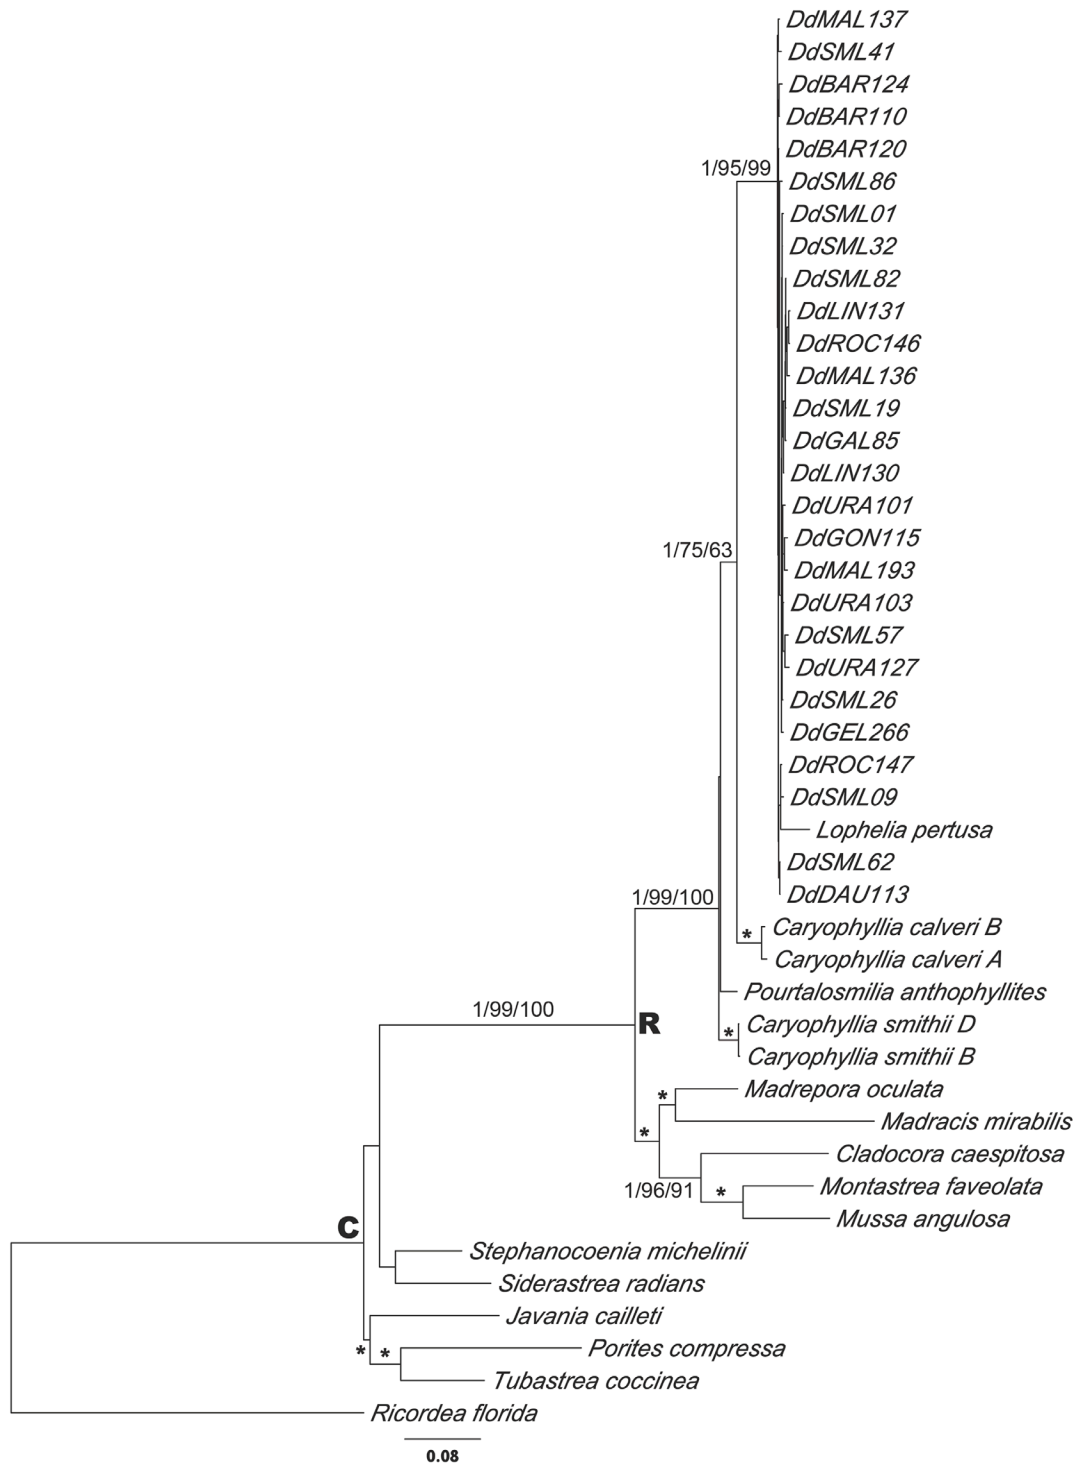 DdMAL137
DdSML41
DdBAR124
DdBAR110
DdBAR120
1/95/99
DdSML86
DdSML01
DdSML32
DdSML82
DdLIN131
DdROC146
DdMAL136
DdSML19
DdGAL85
DdLIN130
DdURA101
DdGON115
1/75/63
DdMAL193
DdURA103
DdSML57
DdURA127
DdSML26
DdGEL266
DdROC147
DdSML09
Lophelia pertusa
DdSML62
DdDAU113
1/99/100
Caryophyllia calveri B
*
Caryophyllia calveri A
Pourtalosmilia anthophyllites
1/99/100
R
Caryophyllia smithii D
*
Caryophyllia smithii B
Madrepora oculata
*
Madracis mirabilis
*
Cladocora caespitosa
Montastrea faveolata
1/96/91
*
Mussa angulosa
C
Stephanocoenia michelinii
Siderastrea radians
Javania cailleti
Porites compressa
* *
Tubastrea coccinea
Ricordea florida
0.08